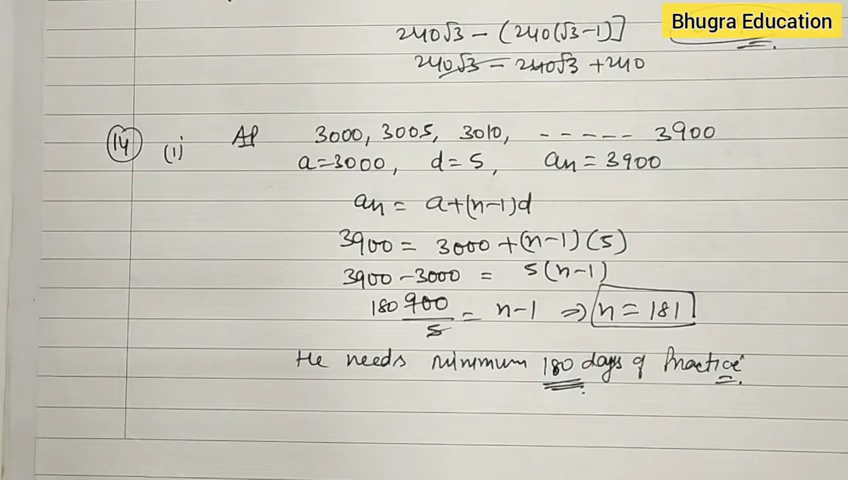 Bhugra Education
240√3 - (240(√3-1)]
240√3 - 240√3 + 240
14 (i) AP 3000, 3005, 3010, ----- 3900
a=3000, d=5, an = 3900
an = a+(n-1)d
3900 = 3000 + (n-1) (5)
3900 - 3000 = 5(n-1)
180 900/5 = n-1 ⇒ n = 181
He needs minimum 180 days of Practice.